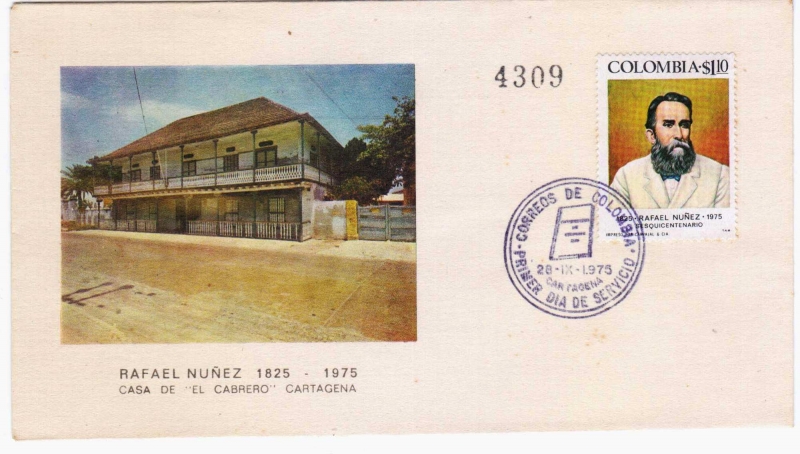 4309
COLOMBIA·$1.10
1825·RAFAEL NUÑEZ·1975
SESQUICENTENARIO
CORREOS DE COLOMBIA
28-IX-1975
CARTAGENA
PRIMER DIA DE SERVICIO
RAFAEL NUÑEZ 1825 - 1975
CASA DE "EL CABRERO" CARTAGENA